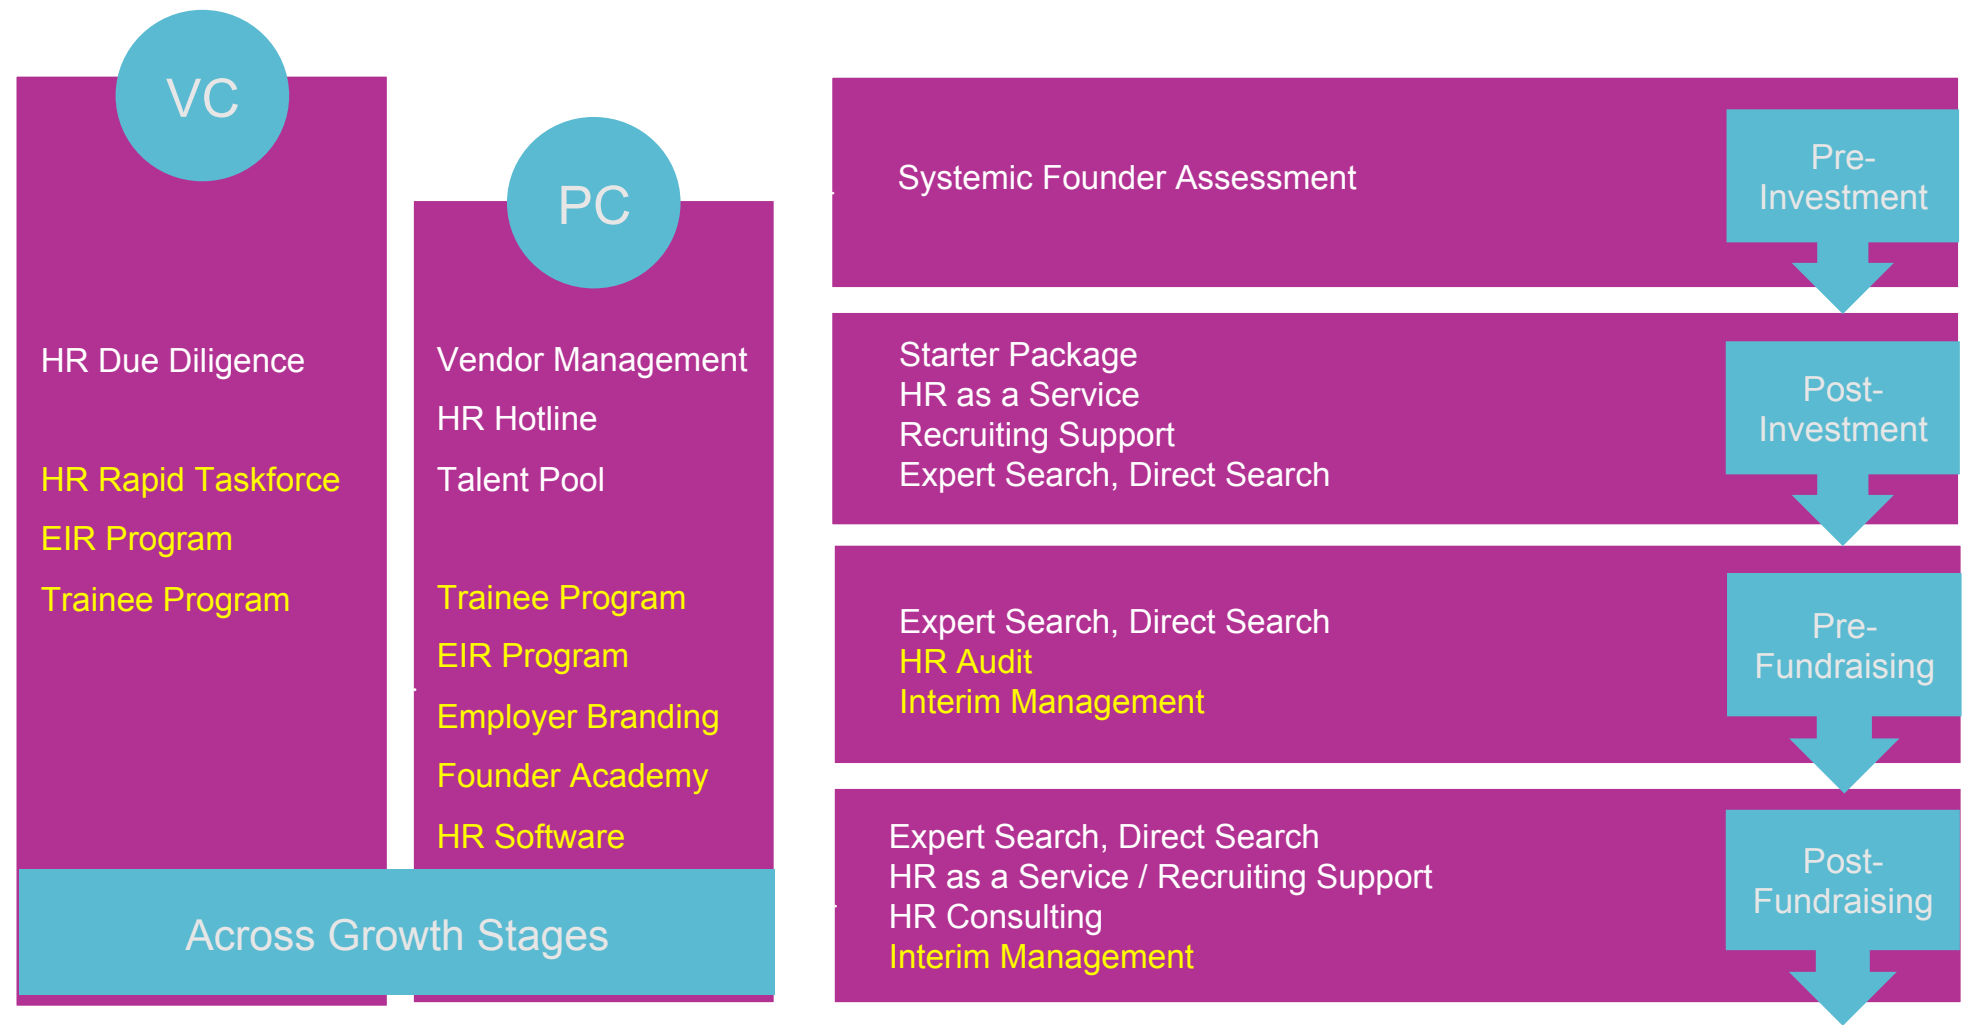 VC
HR Due Diligence
HR Rapid Taskforce
EIR Program
Trainee Program
PC
Vendor Management
HR Hotline
Talent Pool
Trainee Program
EIR Program
Employer Branding
Founder Academy
HR Software
Across Growth Stages
Systemic Founder Assessment
Pre-
Investment
Starter Package
HR as a Service
Recruiting Support
Expert Search, Direct Search
Post-
Investment
Expert Search, Direct Search
HR Audit
Interim Management
Pre-
Fundraising
Expert Search, Direct Search
HR as a Service / Recruiting Support
HR Consulting
Interim Management
Post-
Fundraising